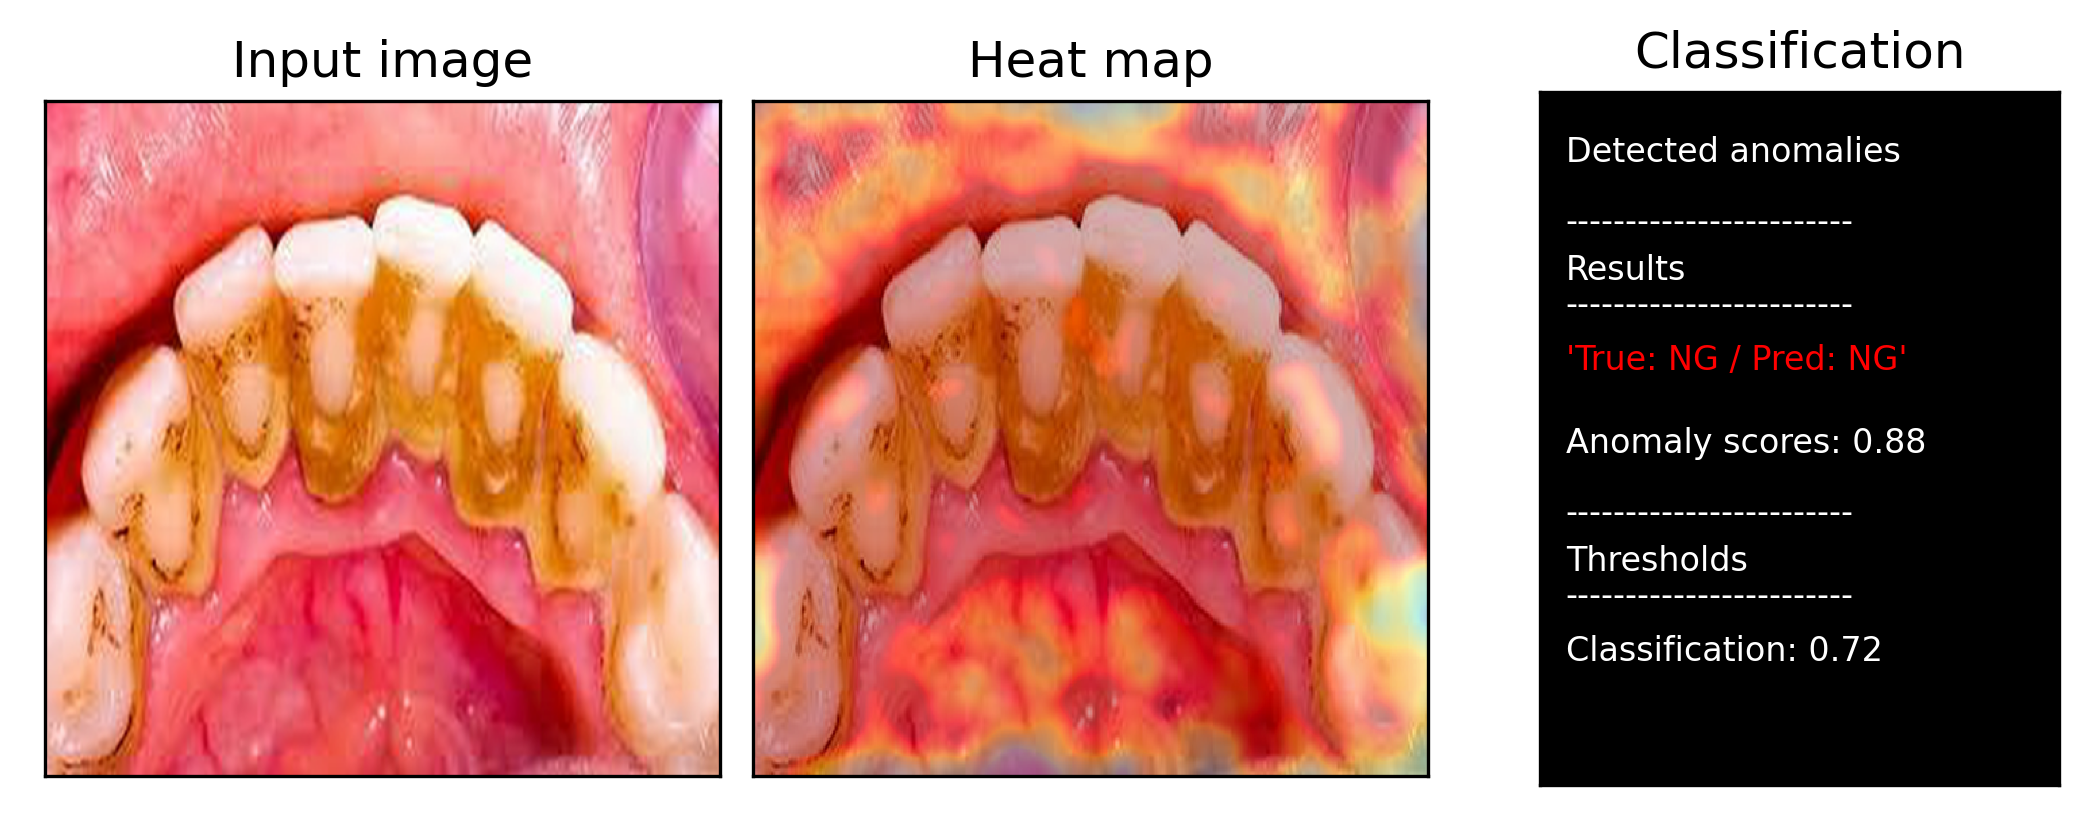 Input image
Heat map
Classification
Detected anomalies
------------------------
Results
------------------------
'True: NG / Pred: NG'
Anomaly scores: 0.88
------------------------
Thresholds
------------------------
Classification: 0.72